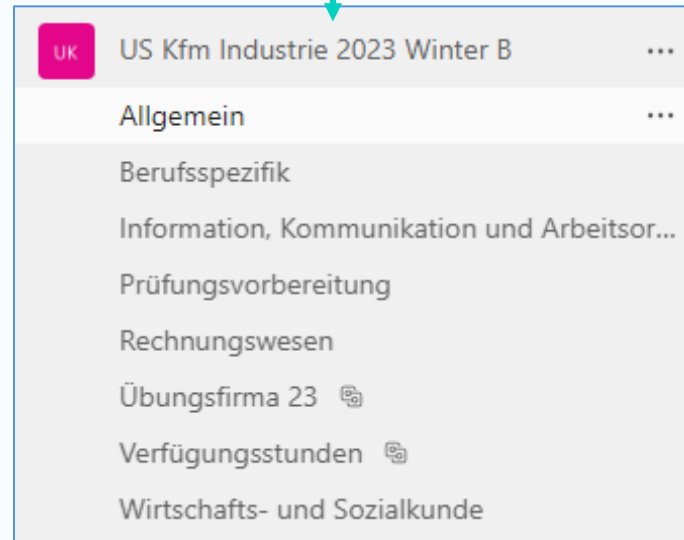 UK US Kfm Industrie 2023 Winter B ...
Allgemein ...
Berufsspezifik
Information, Kommunikation und Arbeitsor...
Prüfungsvorbereitung
Rechnungswesen
Übungsfirma 23
Verfügungsstunden
Wirtschafts- und Sozialkunde